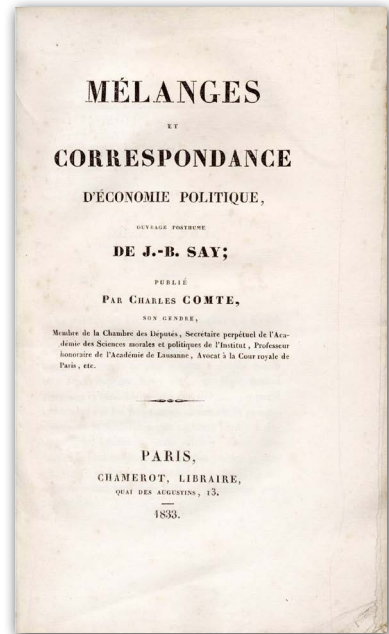 MÉLANGES
ET
CORRESPONDANCE
D'ÉCONOMIE POLITIQUE,
OUVRAGE POSTHUME
DE J.-B. SAY;
PUBLIÉ
PAR CHARLES COMTE,
SON GENDRE,
Membre de la Chambre des Députés, Secrétaire perpétuel de l'Aca-
démie des Sciences morales et politiques de l'Institut, Professeur
honoraire de l'Académie de Lausanne, Avocat à la Cour royale de
Paris, etc.
PARIS,
CHAMEROT, LIBRAIRE,
QUAI DES AUGUSTINS, 13.
1833.